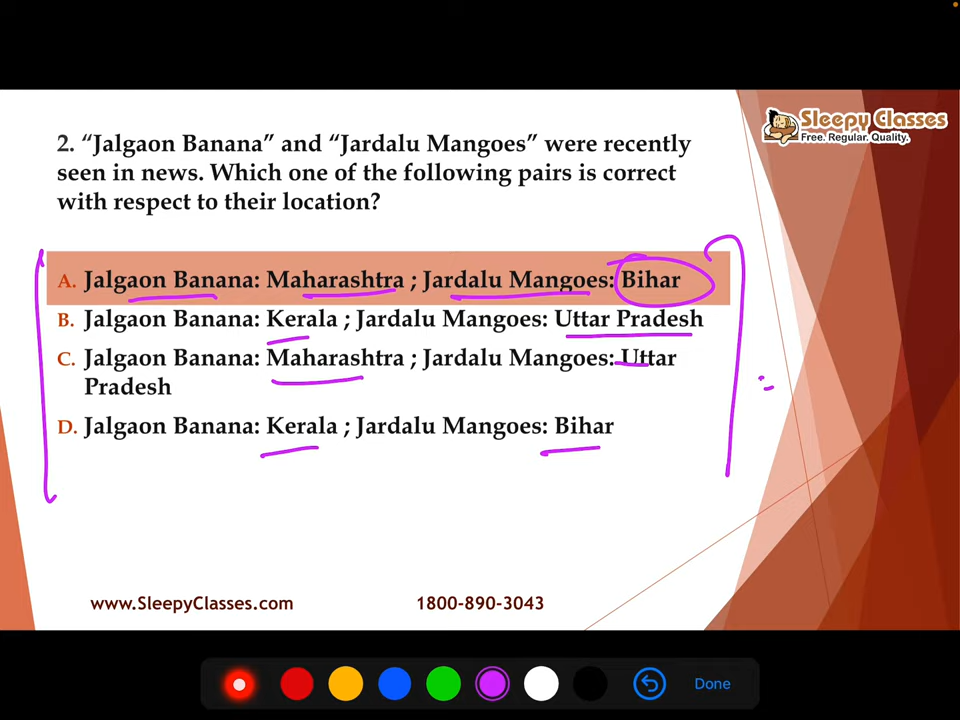 Sleepy Classes
Free. Regular. Quality.
2. “Jalgaon Banana” and “Jardalu Mangoes” were recently
seen in news. Which one of the following pairs is correct
with respect to their location?
A. Jalgaon Banana: Maharashtra ; Jardalu Mangoes: Bihar
B. Jalgaon Banana: Kerala ; Jardalu Mangoes: Uttar Pradesh
C. Jalgaon Banana: Maharashtra ; Jardalu Mangoes: Uttar
Pradesh
D. Jalgaon Banana: Kerala ; Jardalu Mangoes: Bihar
www.SleepyClasses.com 1800-890-3043
Done